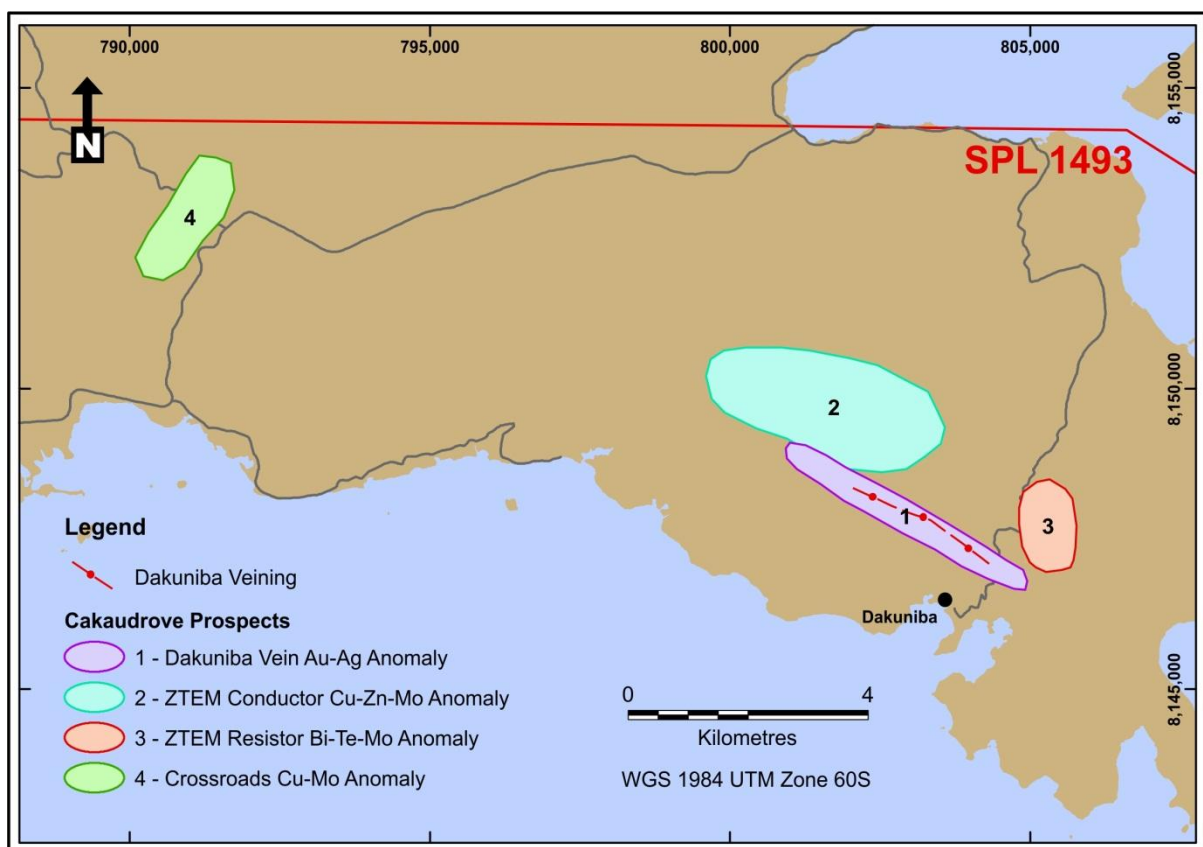 790,000
795,000
800,000
805,000
8,155,000
N
SPL 1493
4
8,150,000
2
1
3
Dakuniba
8,145,000
Legend
Dakuniba Veining
Cakaudrove Prospects
1 - Dakuniba Vein Au-Ag Anomaly
2 - ZTEM Conductor Cu-Zn-Mo Anomaly
3 - ZTEM Resistor Bi-Te-Mo Anomaly
4 - Crossroads Cu-Mo Anomaly
0 4
Kilometres
WGS 1984 UTM Zone 60S